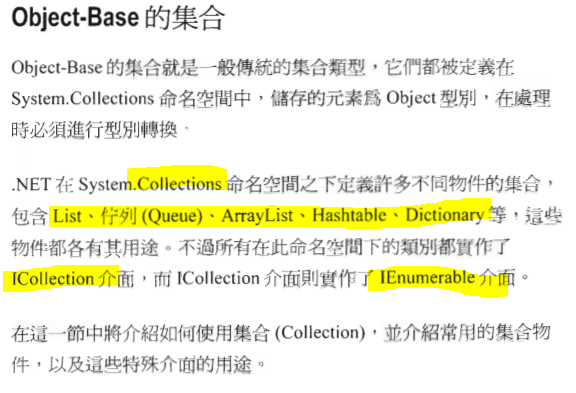 Object-Base 的集合
Object-Base 的集合就是一般傳統的集合類型，它們都被定義在
System.Collections 命名空間中，儲存的元素爲 Object 型別，在處理
時必須進行型別轉換。
.NET 在 System.Collections 命名空間之下定義許多不同物件的集合，
包含 List、佇列 (Queue)、ArrayList、Hashtable、Dictionary 等，這些
物件都各有其用途。不過所有在此命名空間下的類別都實作了
ICollection 介面，而 ICollection 介面則實作了 IEnumerable 介面。
在這一節中將介紹如何使用集合 (Collection)，並介紹常用的集合物
件，以及這些特殊介面的用途。